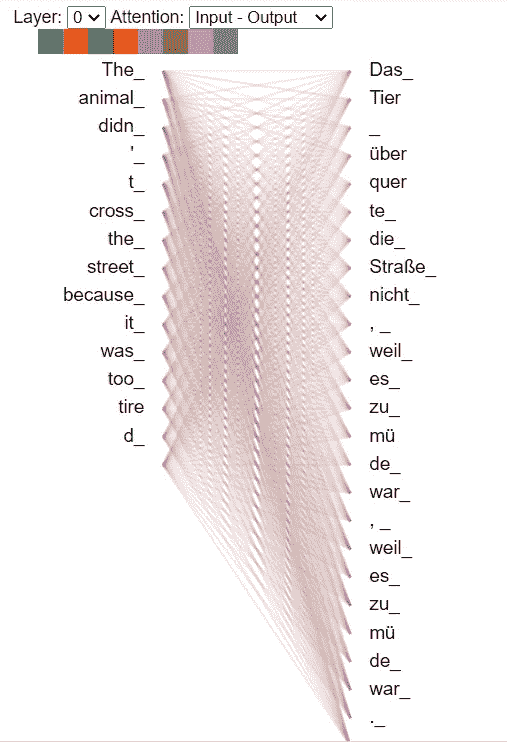 Layer: 0 Attention: Input - Output
The_
animal_
didn_
'_
t_
cross_
the_
street_
because_
it_
was_
too_
tire
d_
Das_
Tier
_
über
quer
te_
die_
Straße_
nicht_
, _
weil_
es_
zu_
mü
de_
war_
, _
weil_
es_
zu_
mü
de_
war_
._